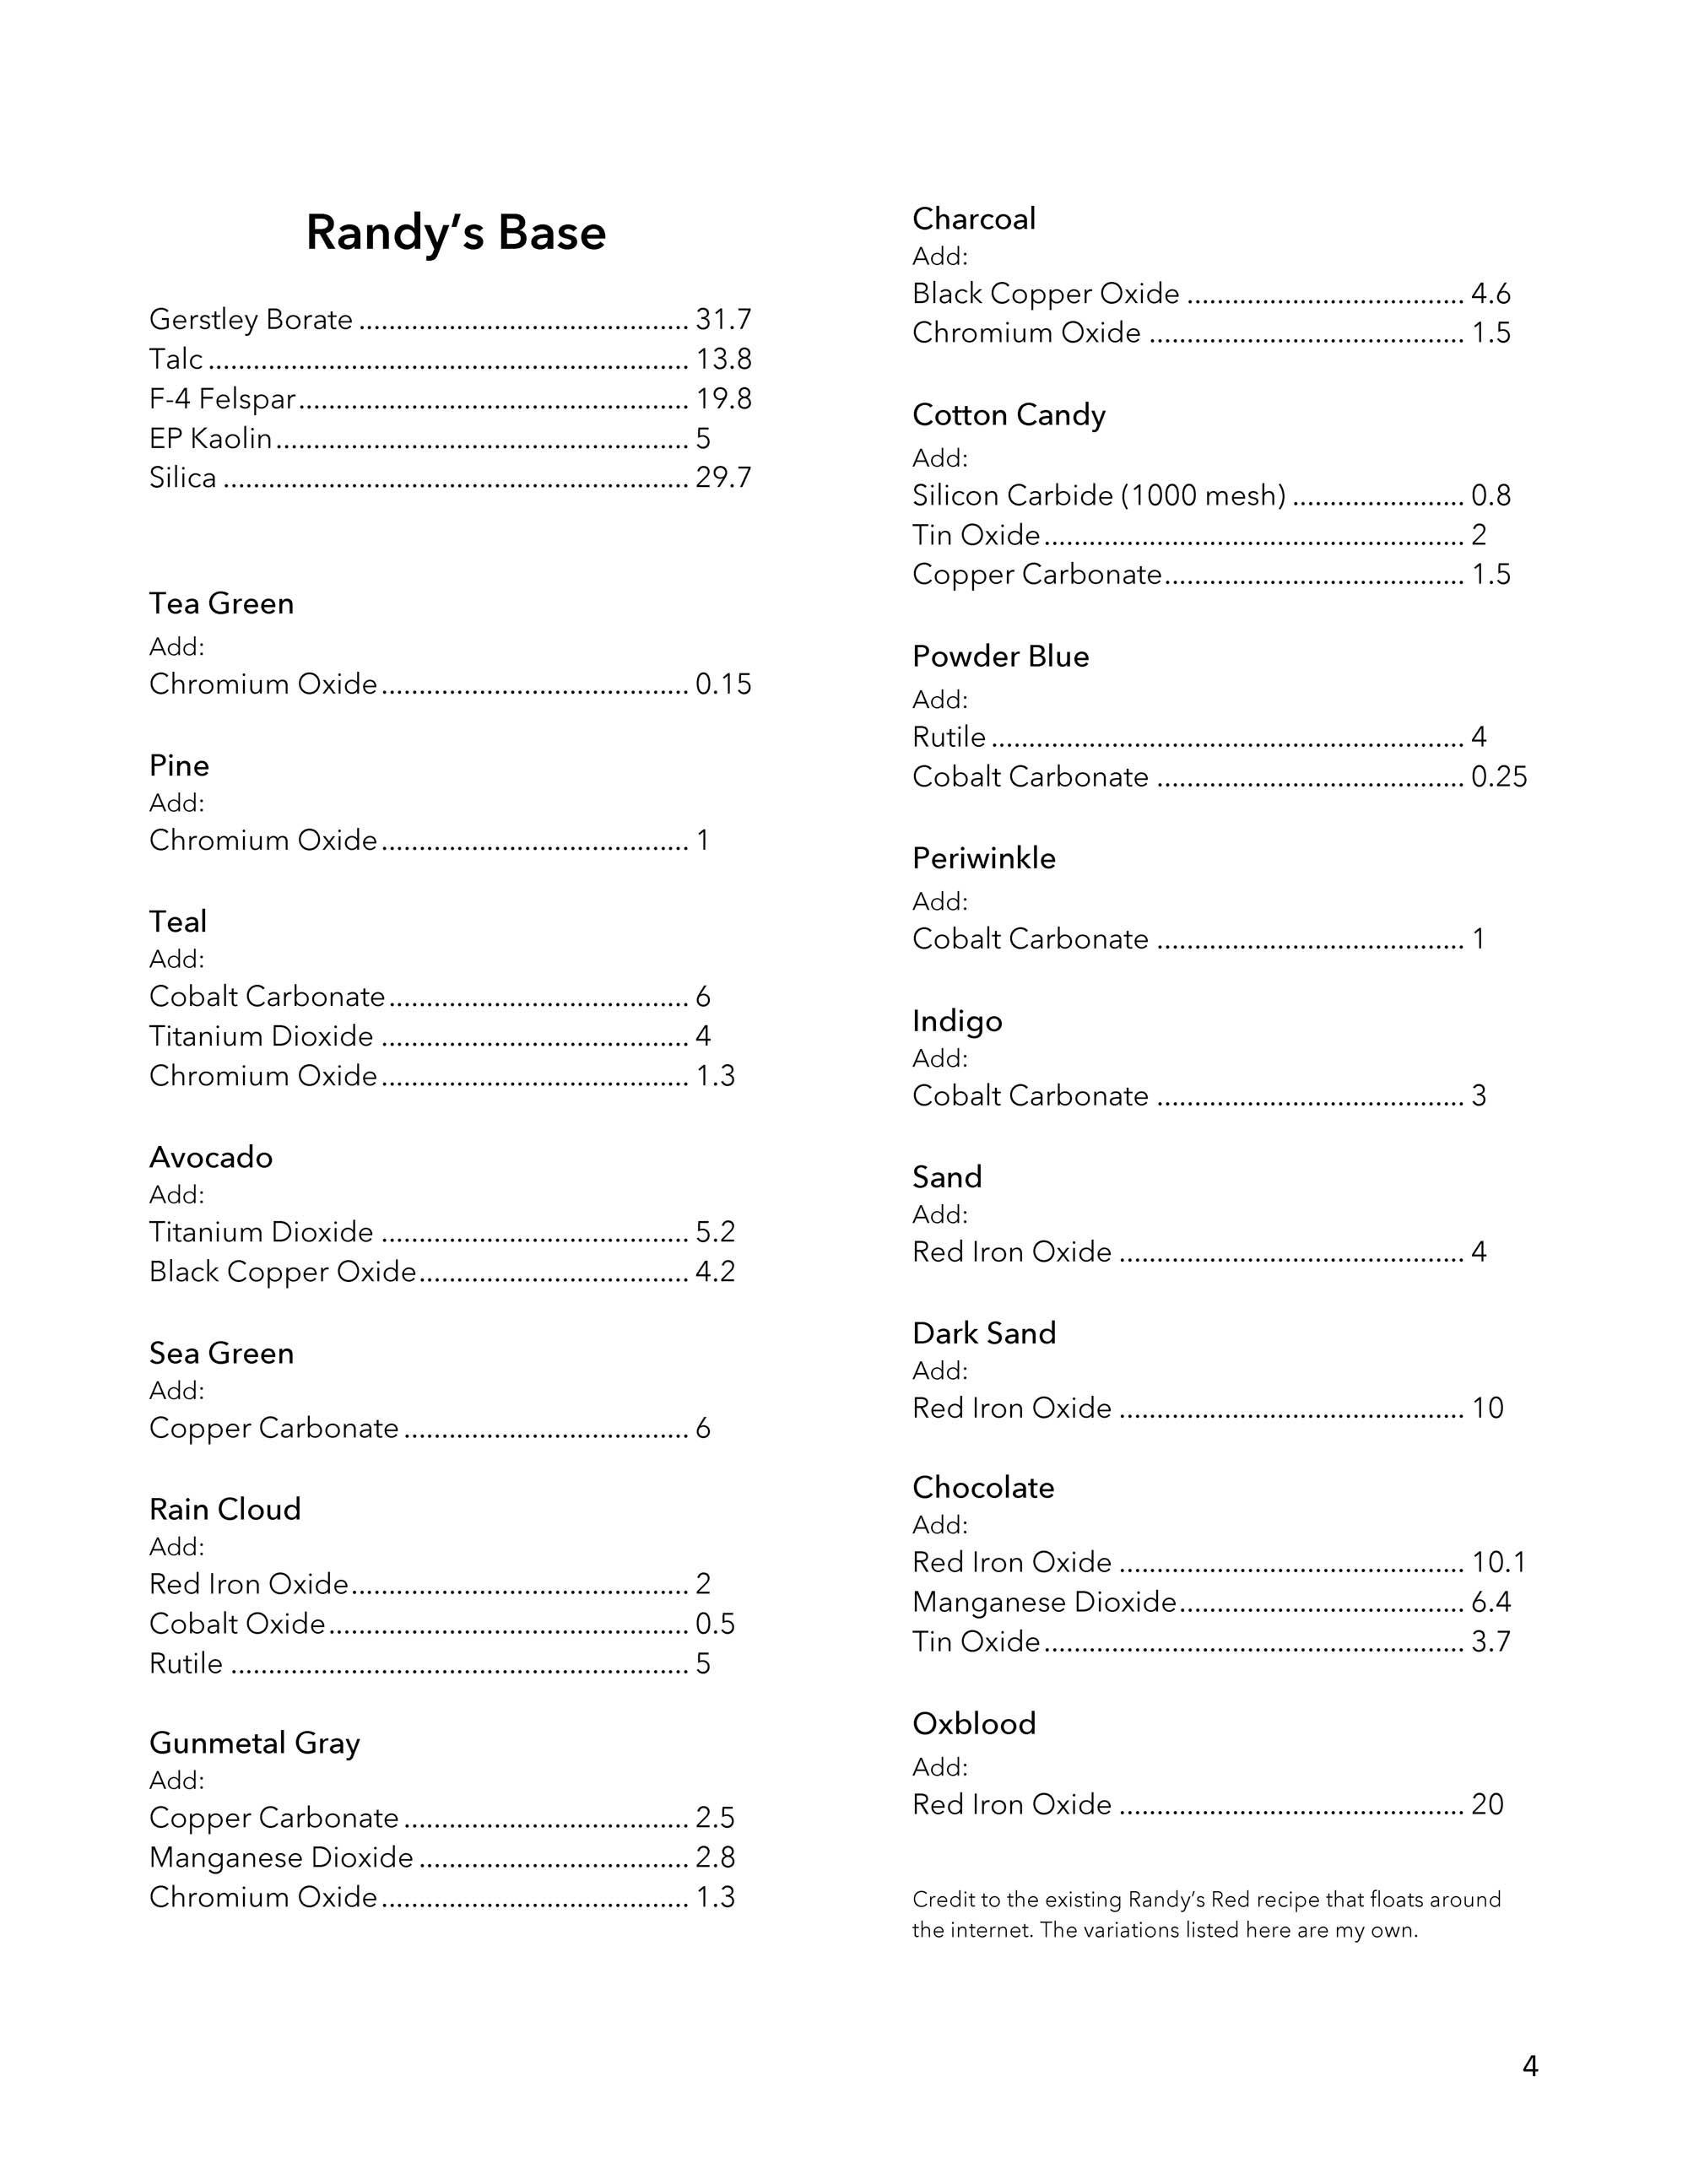 Randy's Base
Gerstley Borate ............................................ 31.7
Talc ................................................................ 13.8
F-4 Felspar.................................................... 19.8
EP Kaolin....................................................... 5
Silica .............................................................. 29.7
Tea Green
Add:
Chromium Oxide......................................... 0.15
Pine
Add:
Chromium Oxide......................................... 1
Teal
Add:
Cobalt Carbonate........................................ 6
Titanium Dioxide ......................................... 4
Chromium Oxide......................................... 1.3
Avocado
Add:
Titanium Dioxide ......................................... 5.2
Black Copper Oxide.................................... 4.2
Sea Green
Add:
Copper Carbonate ...................................... 6
Rain Cloud
Add:
Red Iron Oxide............................................. 2
Cobalt Oxide................................................ 0.5
Rutile ............................................................. 5
Gunmetal Gray
Add:
Copper Carbonate ...................................... 2.5
Manganese Dioxide .................................... 2.8
Chromium Oxide......................................... 1.3
Charcoal
Add:
Black Copper Oxide ..................................... 4.6
Chromium Oxide .......................................... 1.5
Cotton Candy
Add:
Silicon Carbide (1000 mesh) ....................... 0.8
Tin Oxide........................................................ 2
Copper Carbonate........................................ 1.5
Powder Blue
Add:
Rutile ............................................................... 4
Cobalt Carbonate ......................................... 0.25
Periwinkle
Add:
Cobalt Carbonate ......................................... 1
Indigo
Add:
Cobalt Carbonate ......................................... 3
Sand
Add:
Red Iron Oxide .............................................. 4
Dark Sand
Add:
Red Iron Oxide .............................................. 10
Chocolate
Add:
Red Iron Oxide .............................................. 10.1
Manganese Dioxide...................................... 6.4
Tin Oxide........................................................ 3.7
Oxblood
Add:
Red Iron Oxide .............................................. 20
Credit to the existing Randy's Red recipe that floats around
the internet. The variations listed here are my own.
4